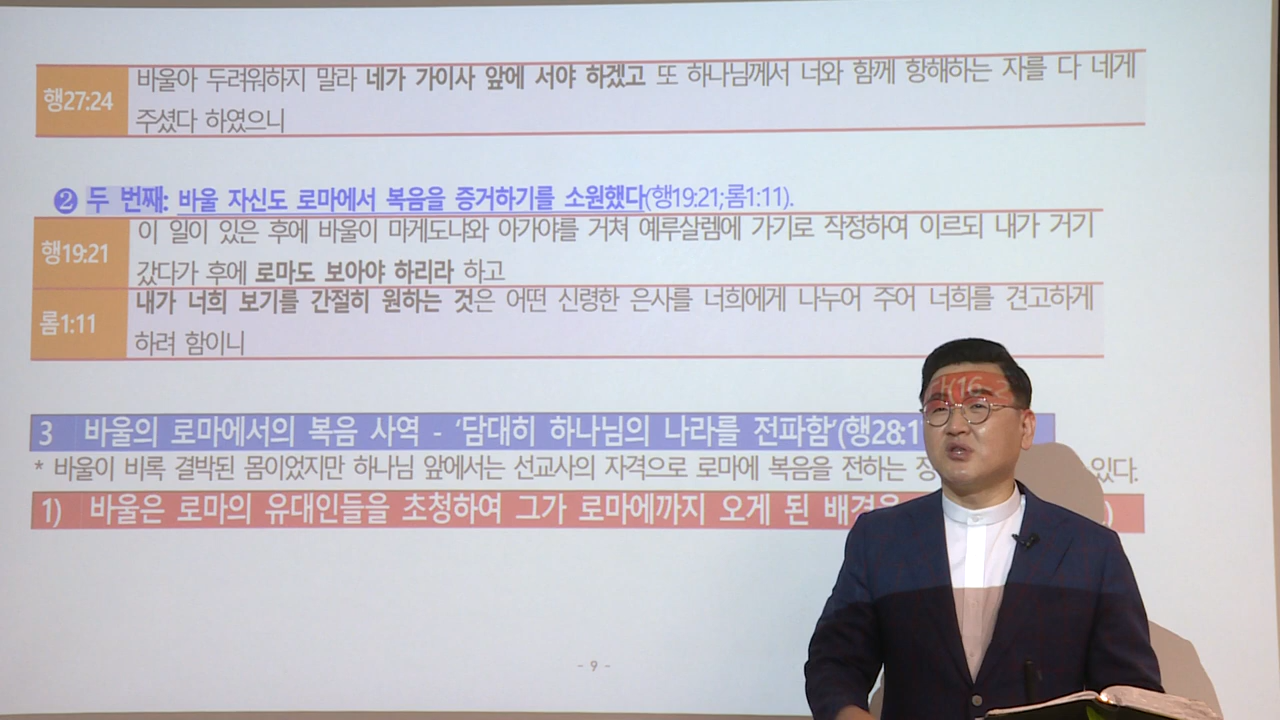 행27:24
바울아 두려워하지 말라 네가 가이사 앞에 서야 하겠고 또 하나님께서 너와 함께 항해하는 자를 다 네게
주셨다 하였으니
❷ 두 번째: 바울 자신도 로마에서 복음을 증거하기를 소원했다(행19:21;롬1:11).
행19:21
이 일이 있은 후에 바울이 마게도냐와 아가야를 거쳐 예루살렘에 가기로 작정하여 이르되 내가 거기
갔다가 후에 로마도 보아야 하리라 하고
롬1:11
내가 너희 보기를 간절히 원하는 것은 어떤 신령한 은사를 너희에게 나누어 주어 너희를 견고하게
하려 함이니
3 바울의 로마에서의 복음 사역 - ‘담대히 하나님의 나라를 전파함’(행28:1
* 바울이 비록 결박된 몸이었지만 하나님 앞에서는 선교사의 자격으로 로마에 복음을 전하는 있다.
1) 바울은 로마의 유대인들을 초청하여 그가 로마에까지 오게 된 배경을 )
- 9 -